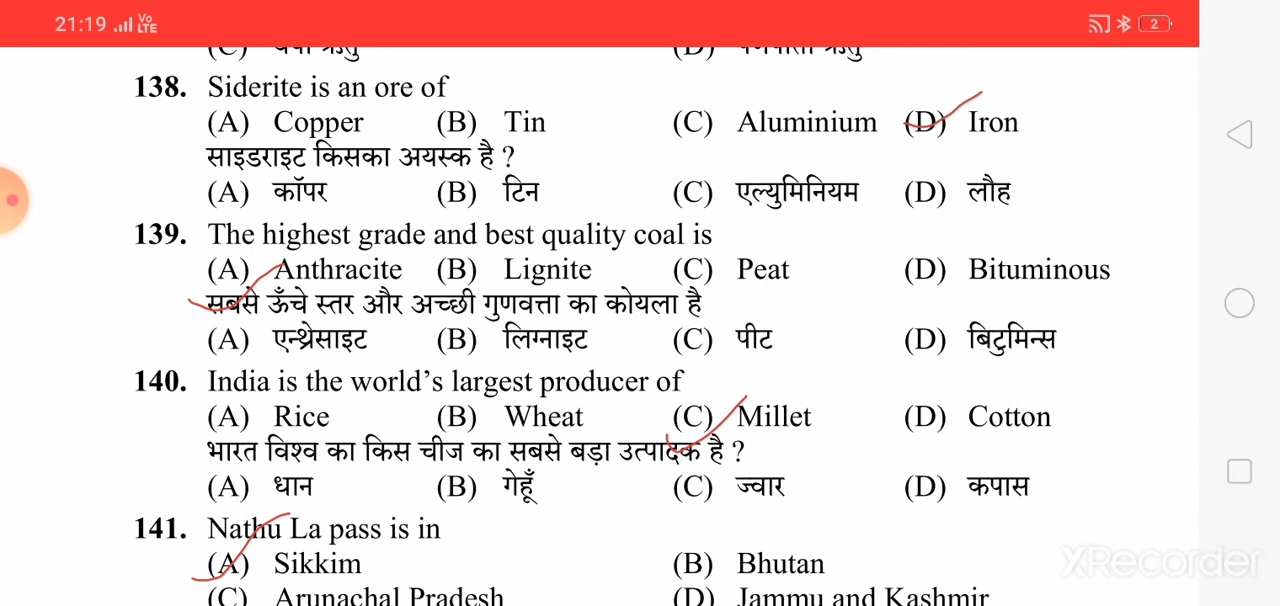 21:19 Vo LTE 2
138. Siderite is an ore of
(A) Copper (B) Tin (C) Aluminium (D) Iron
साइडराइट किसका अयस्क है ?
(A) कॉपर (B) टिन (C) एल्युमिनियम (D) लौह
139. The highest grade and best quality coal is
(A) Anthracite (B) Lignite (C) Peat (D) Bituminous
सबसे ऊँचे स्तर और अच्छी गुणवत्ता का कोयला है
(A) एन्थ्रेसाइट (B) लिग्नाइट (C) पीट (D) बिटुमिन्स
140. India is the world's largest producer of
(A) Rice (B) Wheat (C) Millet (D) Cotton
भारत विश्व का किस चीज का सबसे बड़ा उत्पादक है ?
(A) धान (B) गेहूँ (C) ज्वार (D) कपास
141. Nathu La pass is in
(A) Sikkim (B) Bhutan
XRecorder
(C) Arunachal Pradesh (D) Jammu and Kashmir